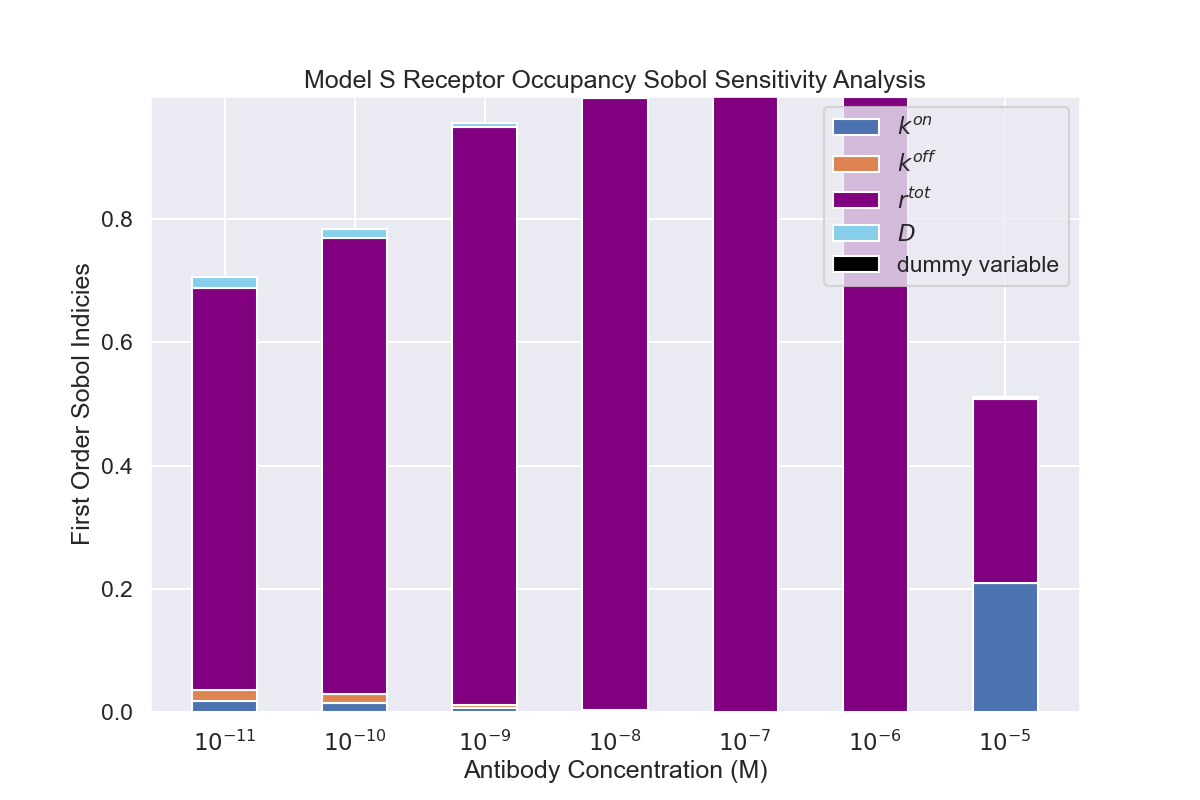 Model S Receptor Occupancy Sobol Sensitivity Analysis
First Order Sobol Indicies
0.8
0.6
0.4
0.2
0.0
k^on
k^off
r^tot
D
dummy variable
10^−11 10^−10 10^−9 10^−8 10^−7 10^−6 10^−5
Antibody Concentration (M)